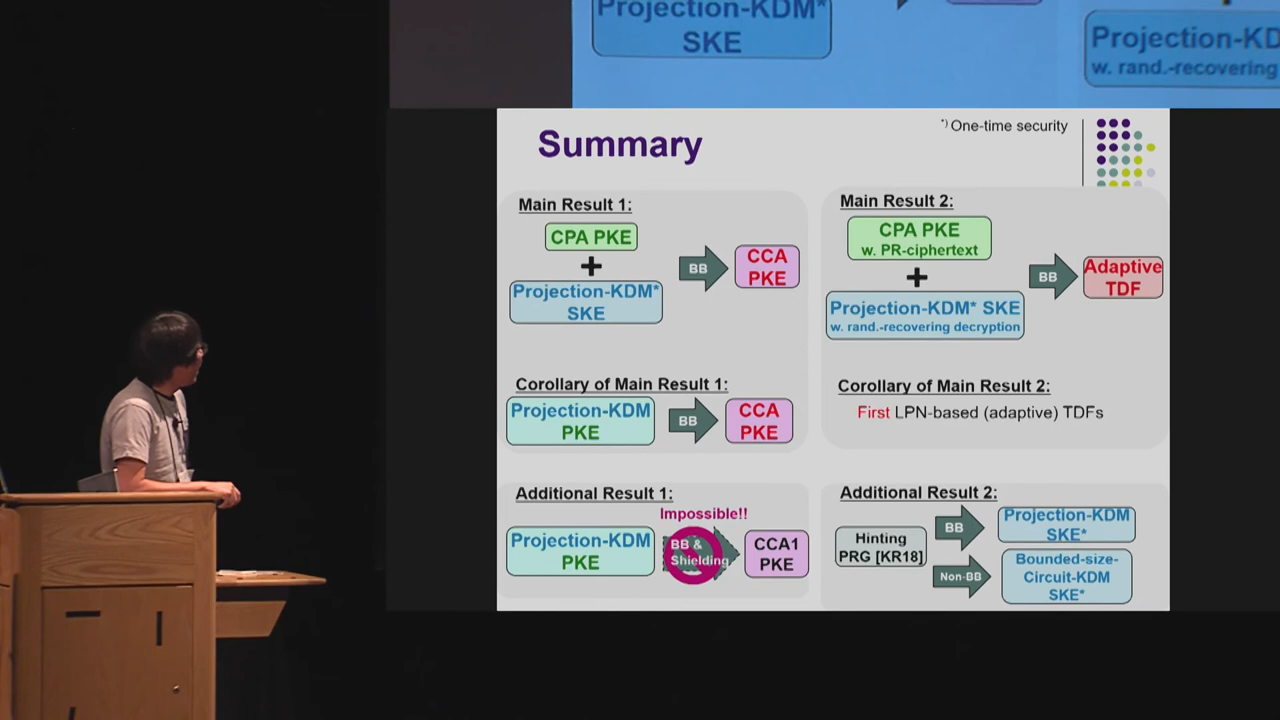 Projection-KDM*
SKE
Projection-KD
w. rand.-recovering
Summary
*) One-time security
Main Result 1:
CPA PKE
+
Projection-KDM*
SKE
BB
CCA
PKE
Main Result 2:
CPA PKE
w. PR-ciphertext
+
Projection-KDM* SKE
w. rand.-recovering decryption
BB
Adaptive
TDF
Corollary of Main Result 1:
Projection-KDM
PKE
BB
CCA
PKE
Corollary of Main Result 2:
First LPN-based (adaptive) TDFs
Additional Result 1:
Impossible!!
Projection-KDM
PKE
BB &
Shielding
CCA1
PKE
Additional Result 2:
Hinting
PRG [KR18]
BB
Projection-KDM
SKE*
Non-BB
Bounded-size-
Circuit-KDM
SKE*